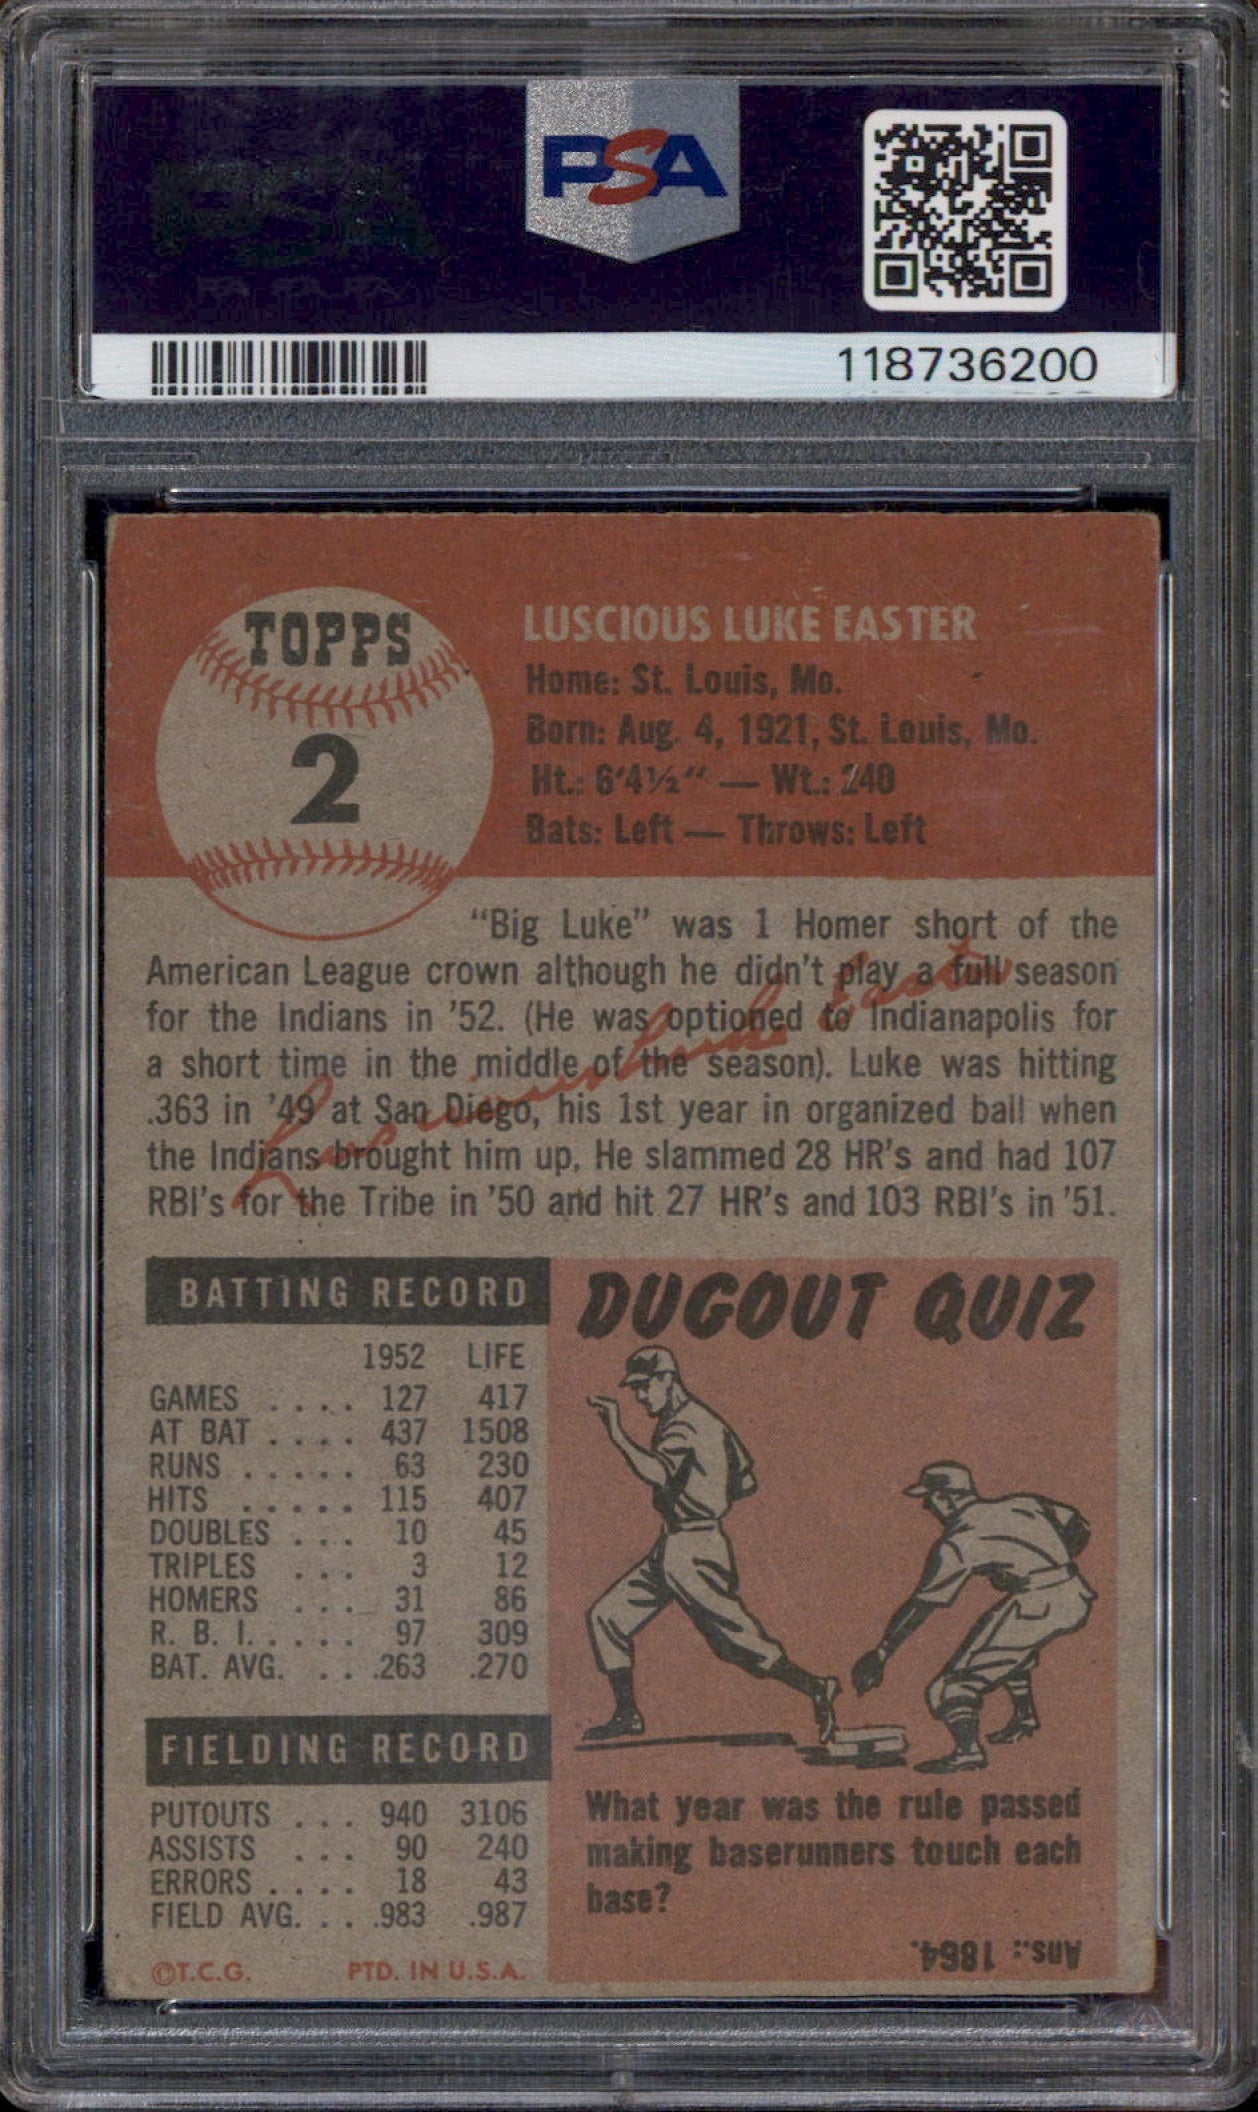 PSA
118736200
TOPPS
2
LUSCIOUS LUKE EASTER
Home: St. Louis, Mo.
Born: Aug. 4, 1921, St. Louis, Mo.
Ht.: 6'4½" — Wt.: 240
Bats: Left — Throws: Left
"Big Luke" was 1 Homer short of the
American League crown although he didn't play a full season
for the Indians in '52. (He was optioned to Indianapolis for
a short time in the middle of the season). Luke was hitting
.363 in '49 at San Diego, his 1st year in organized ball when
the Indians brought him up. He slammed 28 HR's and had 107
RBI's for the Tribe in '50 and hit 27 HR's and 103 RBI's in '51.
Luscious Luke Easter
BATTING RECORD
1952 LIFE
GAMES .... 127 417
AT BAT .... 437 1508
RUNS ...... 63 230
HITS ...... 115 407
DOUBLES ... 10 45
TRIPLES ... 3 12
HOMERS ... 31 86
R. B. I. ..... 97 309
BAT. AVG. ... .263 .270
FIELDING RECORD
PUTOUTS ... 940 3106
ASSISTS ... 90 240
ERRORS .... 18 43
FIELD AVG. ... .983 .987
©T.C.G. PTD. IN U.S.A.
DUGOUT QUIZ
What year was the rule passed
making baserunners touch each
base?
Ans.: 1864.